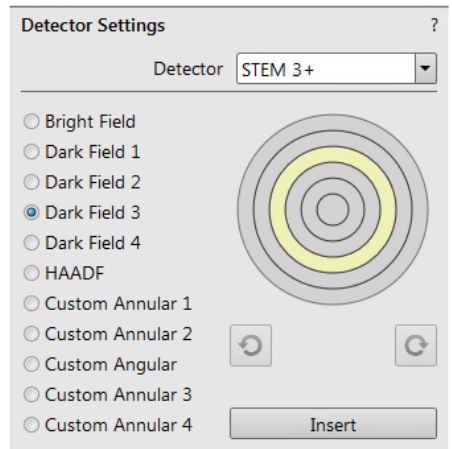 Detector Settings ?
Detector STEM 3+
Bright Field
Dark Field 1
Dark Field 2
Dark Field 3
Dark Field 4
HAADF
Custom Annular 1
Custom Annular 2
Custom Angular
Custom Annular 3
Custom Annular 4
Insert